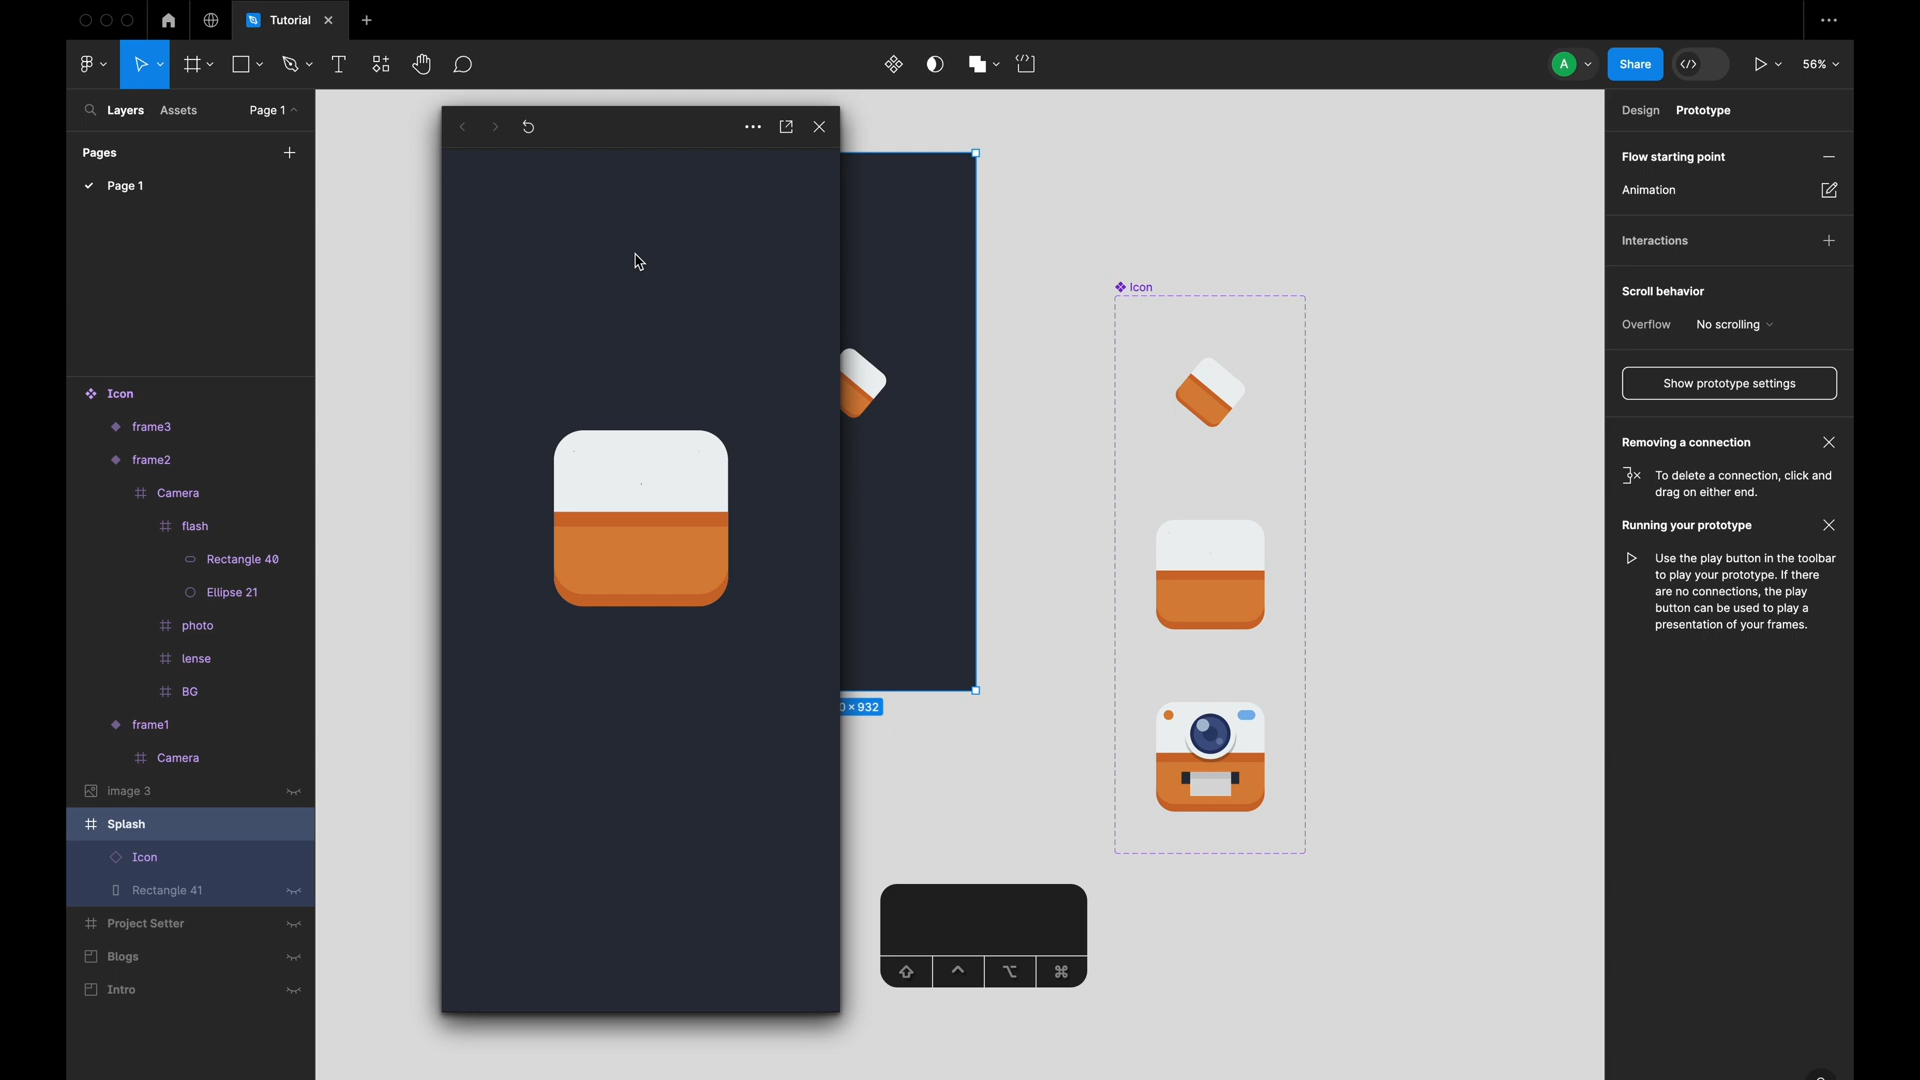 Tutorial
Share
56%
Layers
Assets
Page 1
Design
Prototype
Pages
Page 1
Flow starting point
Animation
Interactions
Scroll behavior
Overflow
No scrolling
Show prototype settings
Removing a connection
To delete a connection, click and
drag on either end.
Running your prototype
Use the play button in the toolbar
to play your prototype. If there
are no connections, the play
button can be used to play a
presentation of your frames.
A
Icon
frame3
frame2
Camera
flash
Rectangle 40
Ellipse 21
photo
lense
BG
frame1
Camera
image 3
Splash
Icon
Rectangle 41
Project Setter
Blogs
Intro
Icon
0 × 932